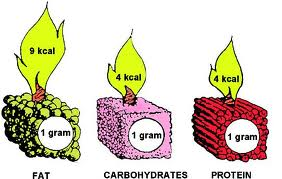 9 kcal
4 kcal
4 kcal
1 gram
1 gram
1 gram
FAT
CARBOHYDRATES
PROTEIN